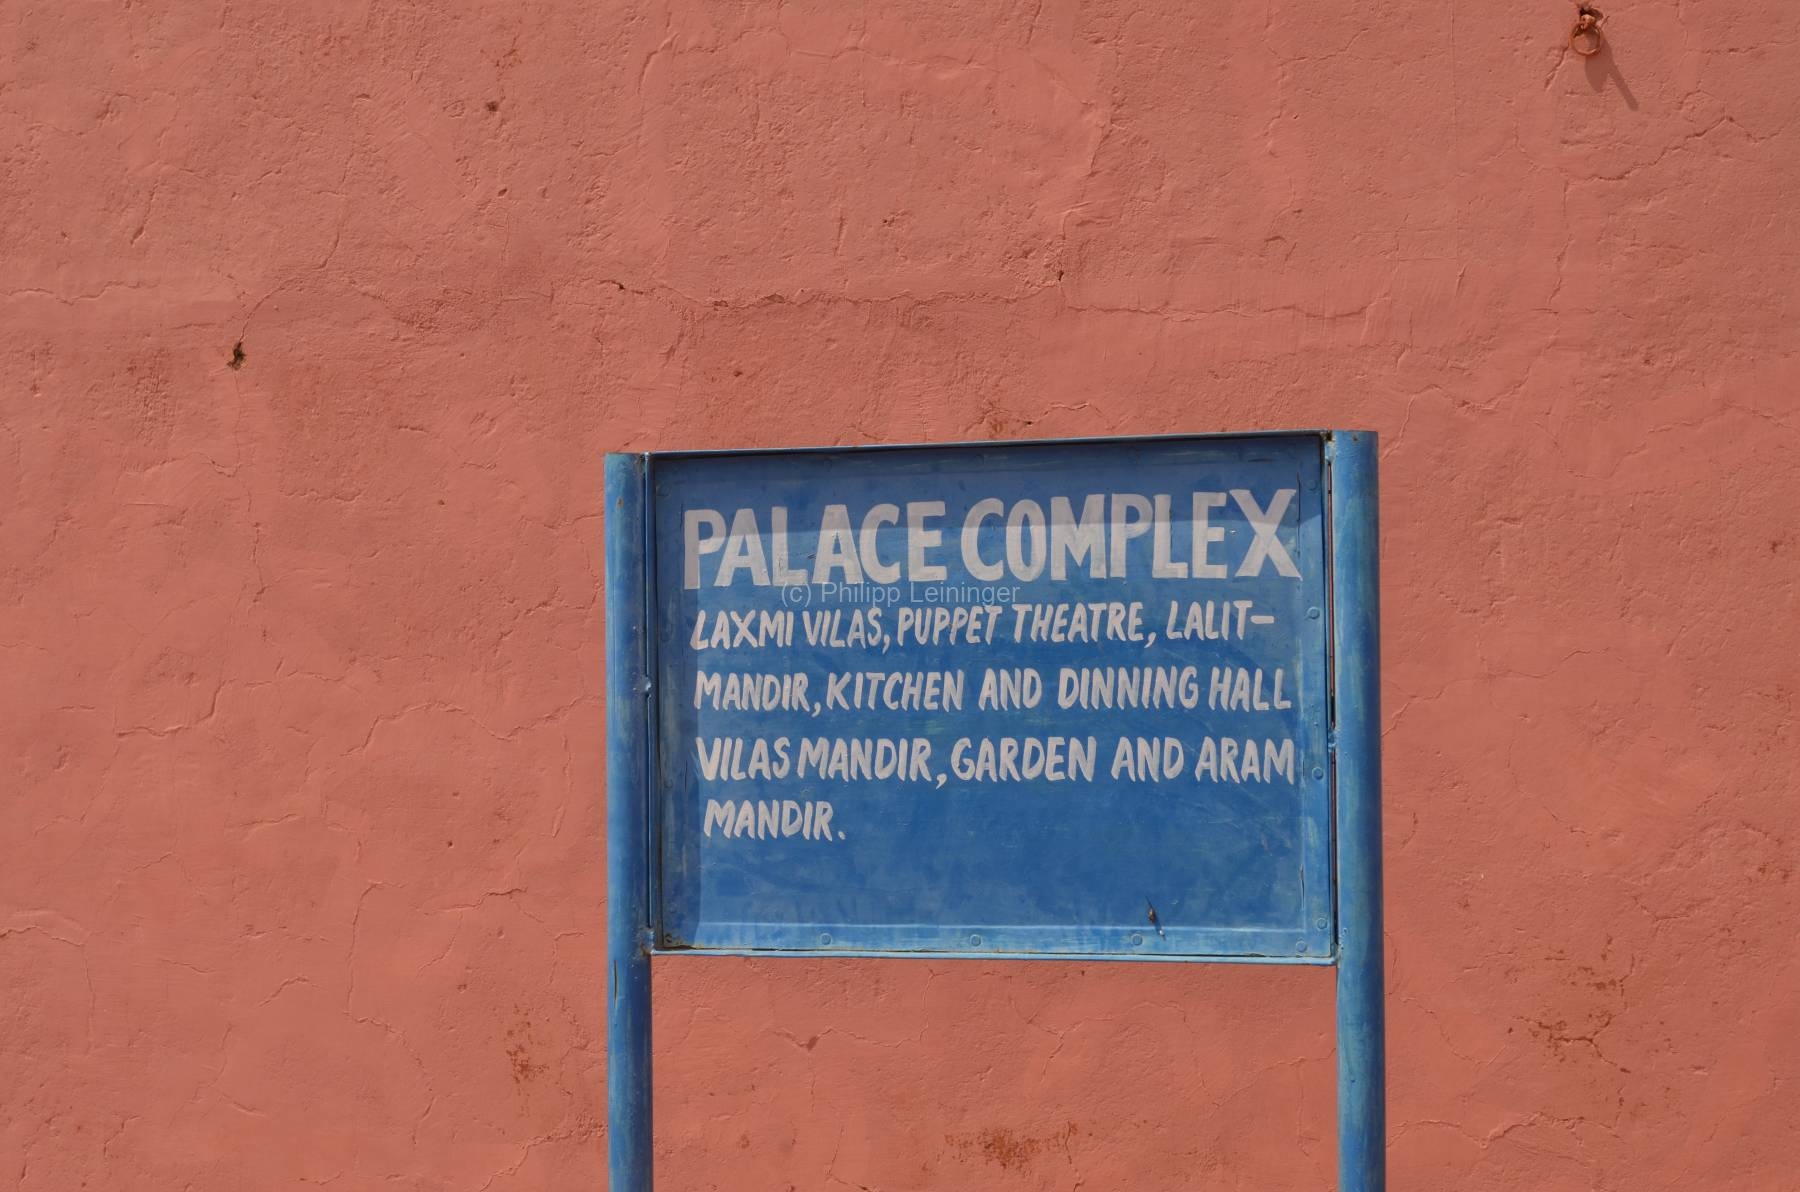 PALACE COMPLEX
(c) Philipp Leininger
LAXMI VILAS, PUPPET THEATRE, LALIT-
MANDIR, KITCHEN AND DINNING HALL
VILAS MANDIR, GARDEN AND ARAM
MANDIR.